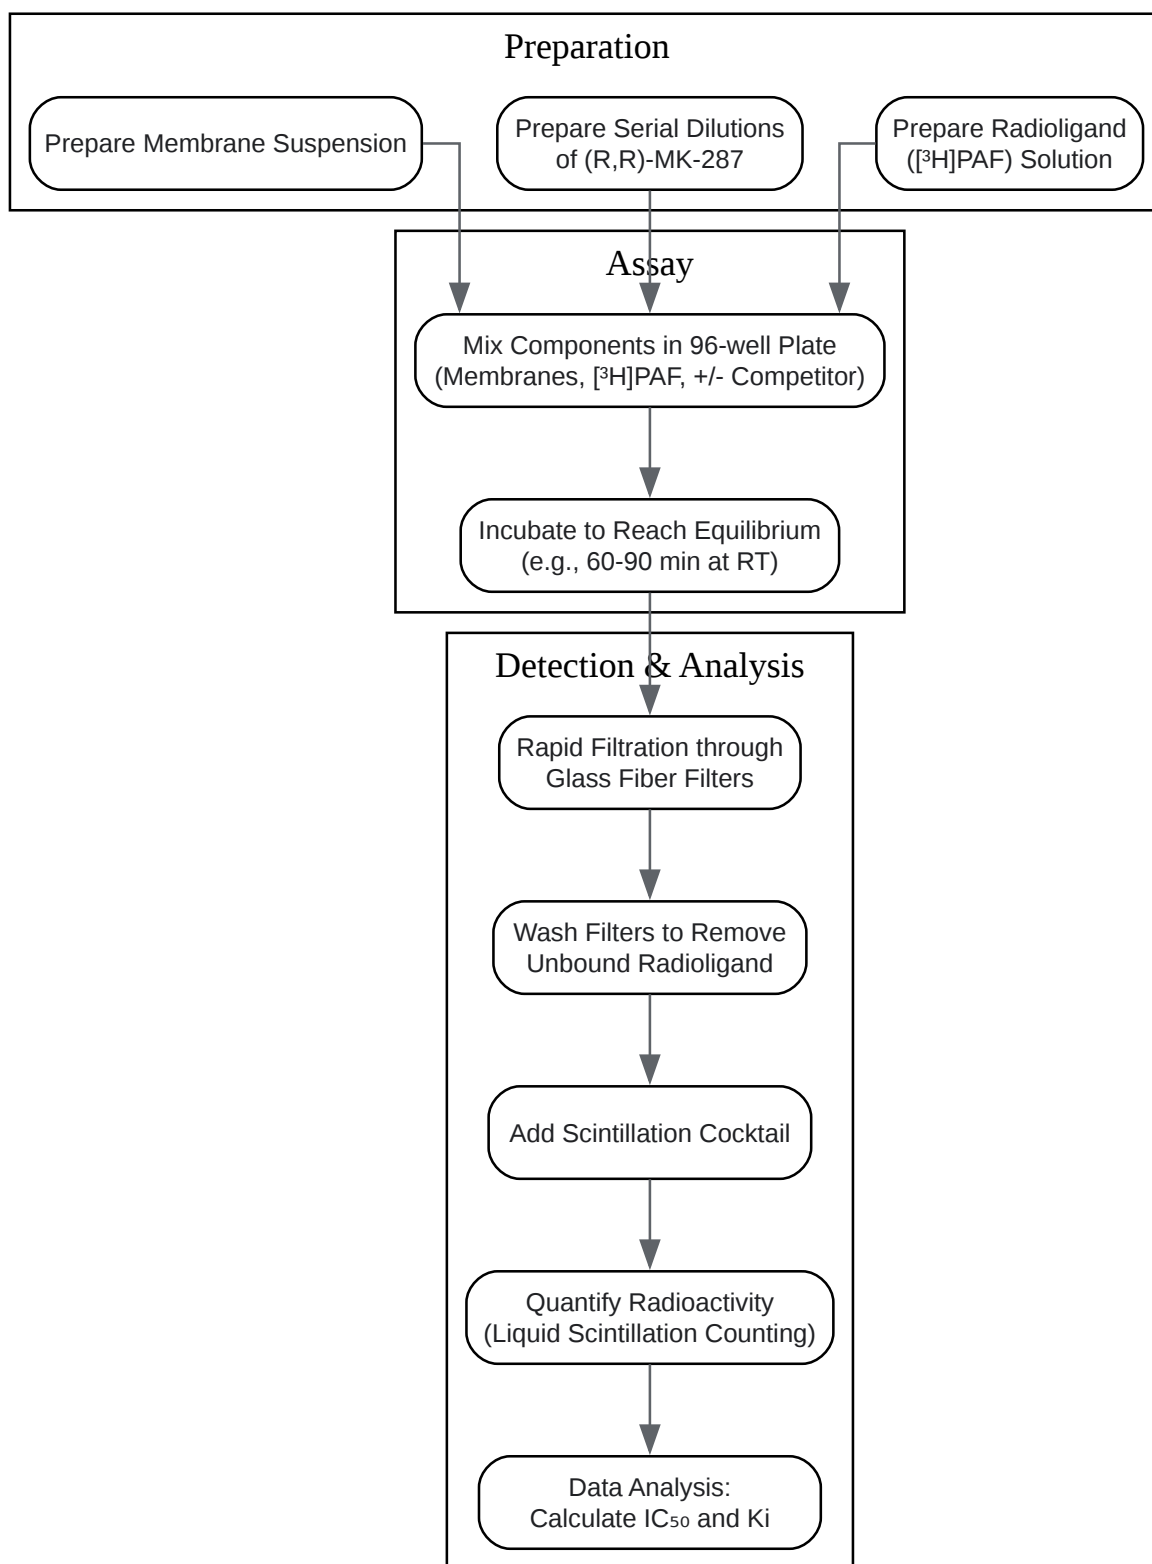 Preparation
Prepare Membrane Suspension
Prepare Serial Dilutions
of (R,R)-MK-287
Prepare Radioligand
([³H]PAF) Solution
Assay
Mix Components in 96-well Plate
(Membranes, [³H]PAF, +/- Competitor)
Incubate to Reach Equilibrium
(e.g., 60-90 min at RT)
Detection & Analysis
Rapid Filtration through
Glass Fiber Filters
Wash Filters to Remove
Unbound Radioligand
Add Scintillation Cocktail
Quantify Radioactivity
(Liquid Scintillation Counting)
Data Analysis:
Calculate IC₅₀ and Ki